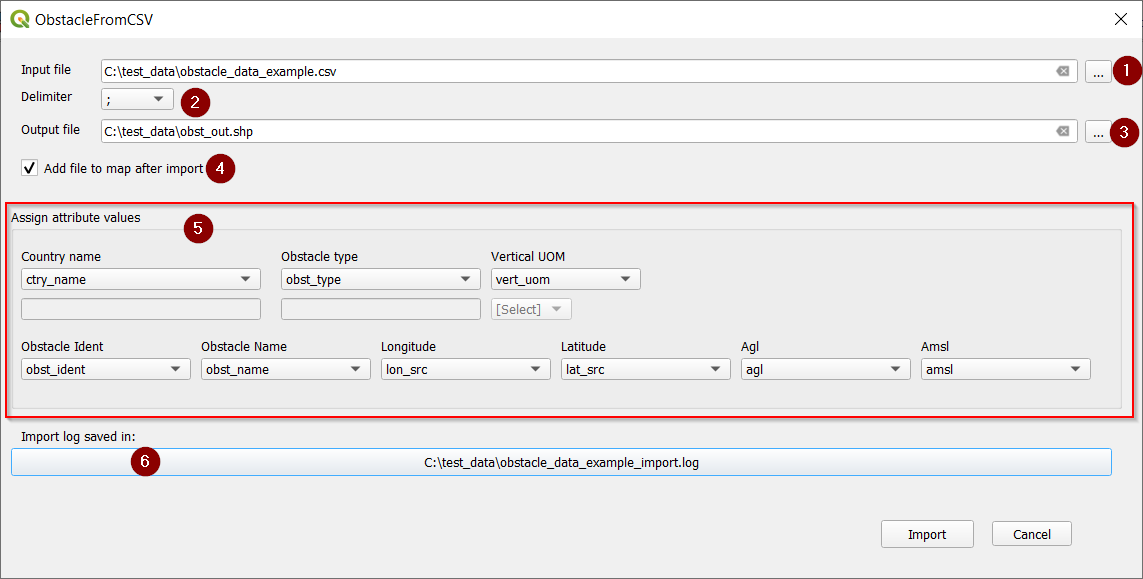 ObstacleFromCSV
Input file C:\test_data\obstacle_data_example.csv ... 1
Delimiter ; 2
Output file C:\test_data\obst_out.shp ... 3
Add file to map after import 4
Assign attribute values 5
Country name Obstacle type Vertical UOM
ctry_name obst_type vert_uom
[Select]
Obstacle Ident Obstacle Name Longitude Latitude Agl Amsl
obst_ident obst_name lon_src lat_src agl amsl
Import log saved in:
6 C:\test_data\obstacle_data_example_import.log
Import Cancel